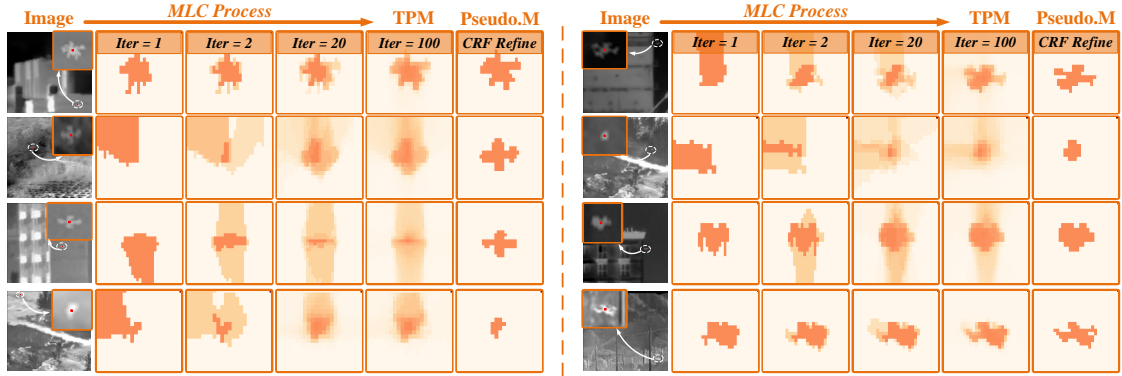 Image MLC Process TPM Pseudo.M
Iter = 1 Iter = 2 Iter = 20 Iter = 100 CRF Refine
Image MLC Process TPM Pseudo.M
Iter = 1 Iter = 2 Iter = 20 Iter = 100 CRF Refine